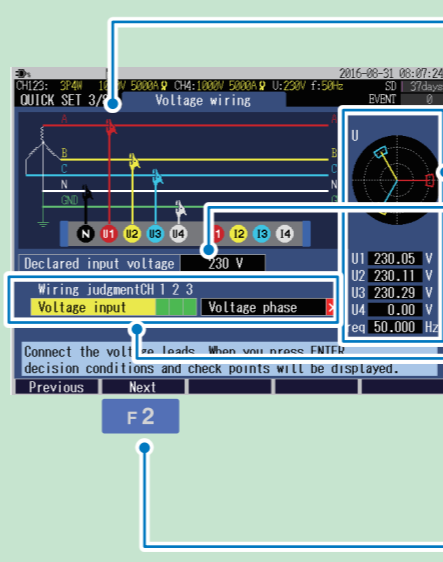 2016-08-31 08:07:24
CH123: 3P4W 1000V 5000A CH4:1000V 5000A U:230V f:50Hz SD 37days
QUICK SET 3/ Voltage wiring EVENT 0
A A
U
B B
C C
N N
GND G
N U1 U2 U3 U4 1 I2 I3 I4
Declared input voltage 230 V
U1 230.05 V
U2 230.11 V
U3 230.29 V
U4 0.00 V
req 50.000 Hz
Wiring judgmentCH 1 2 3
Voltage input Voltage phase
Connect the voltage leads. When you press ENTER
decision conditions and check points will be displayed.
Previous Next
F2